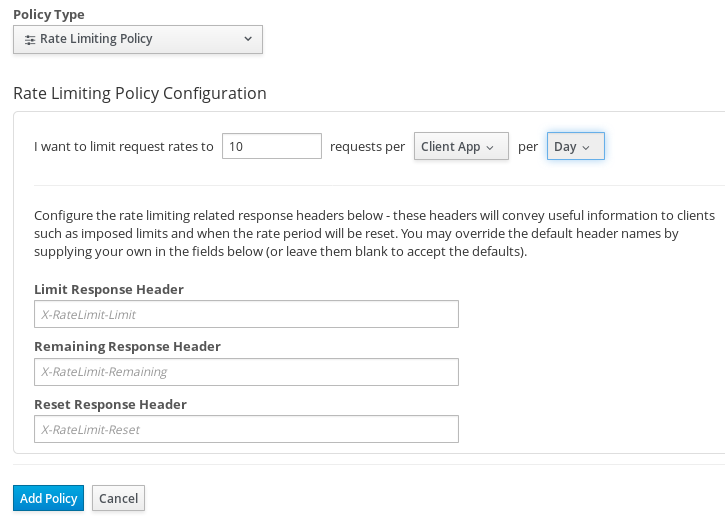 Policy Type
Rate Limiting Policy
Rate Limiting Policy Configuration
I want to limit request rates to 10 requests per Client App per Day
Configure the rate limiting related response headers below - these headers will convey useful information to clients
such as imposed limits and when the rate period will be reset. You may override the default header names by
supplying your own in the fields below (or leave them blank to accept the defaults).
Limit Response Header
X-RateLimit-Limit
Remaining Response Header
X-RateLimit-Remaining
Reset Response Header
X-RateLimit-Reset
Add Policy Cancel